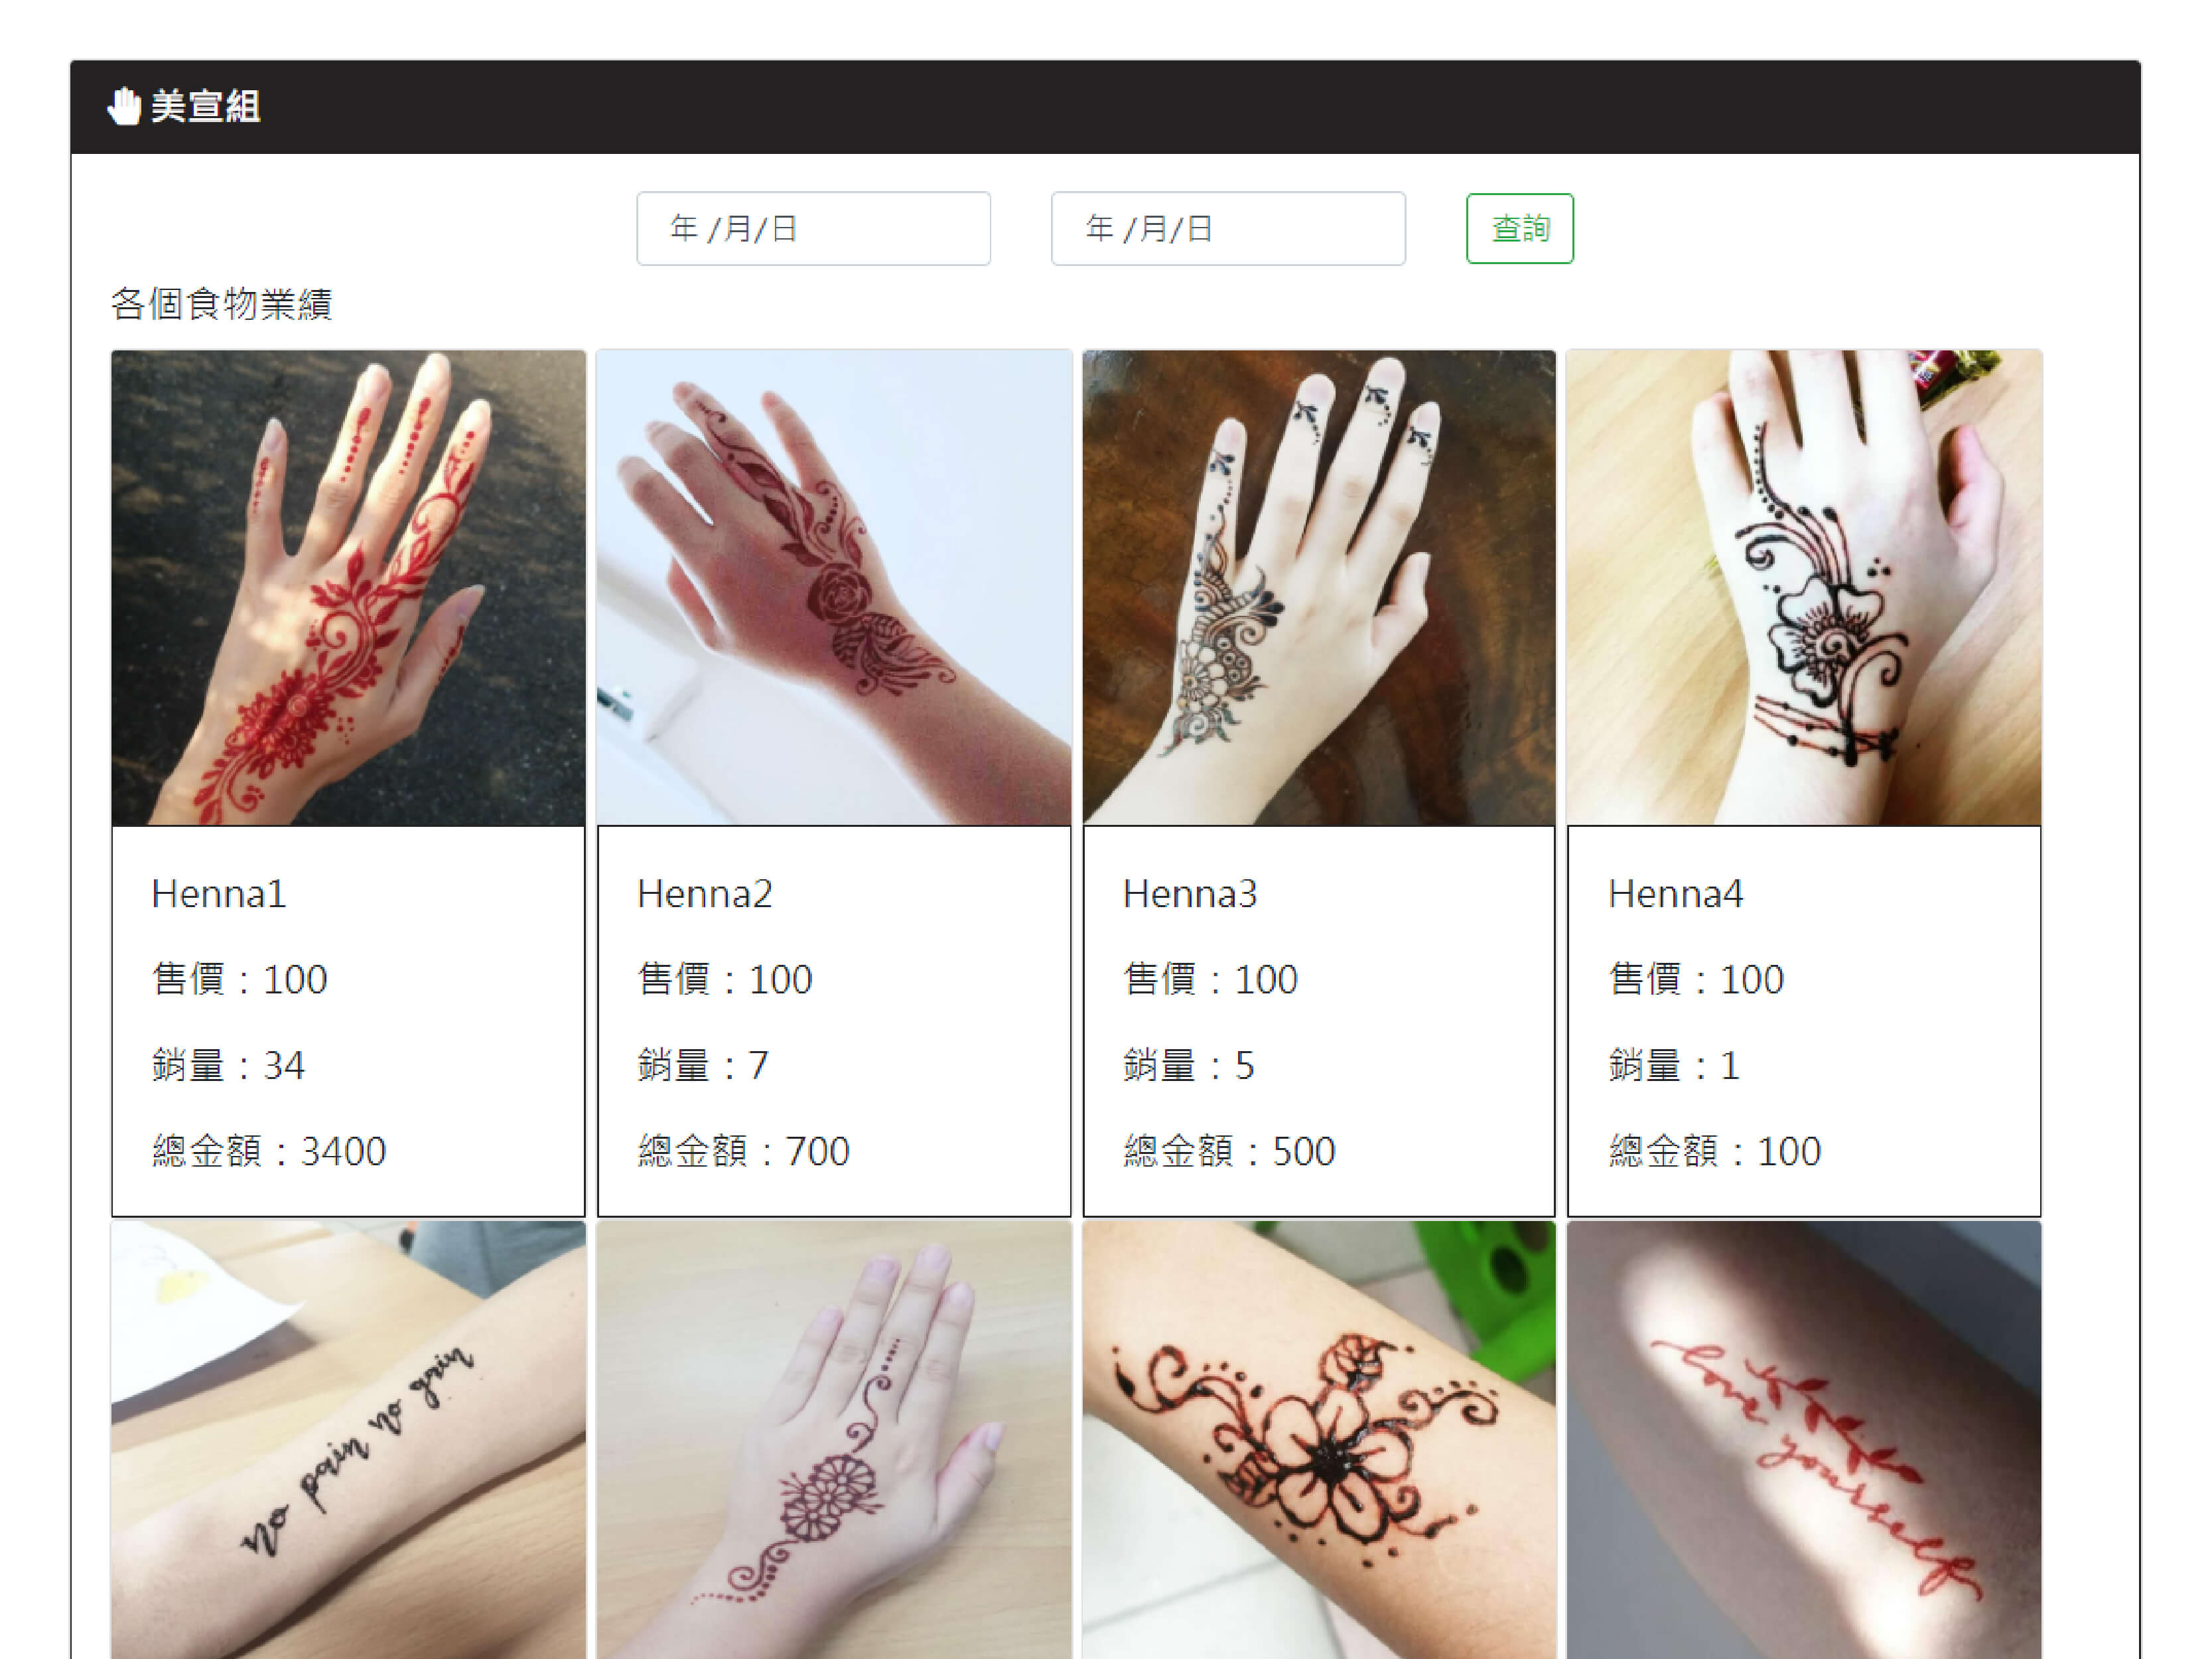 美宣組
年 /月/日
年 /月/日
查詢
各個食物業績
Henna1
售價：100
銷量：34
總金額：3400
Henna2
售價：100
銷量：7
總金額：700
Henna3
售價：100
銷量：5
總金額：500
Henna4
售價：100
銷量：1
總金額：100
no pain no gain
love yourself